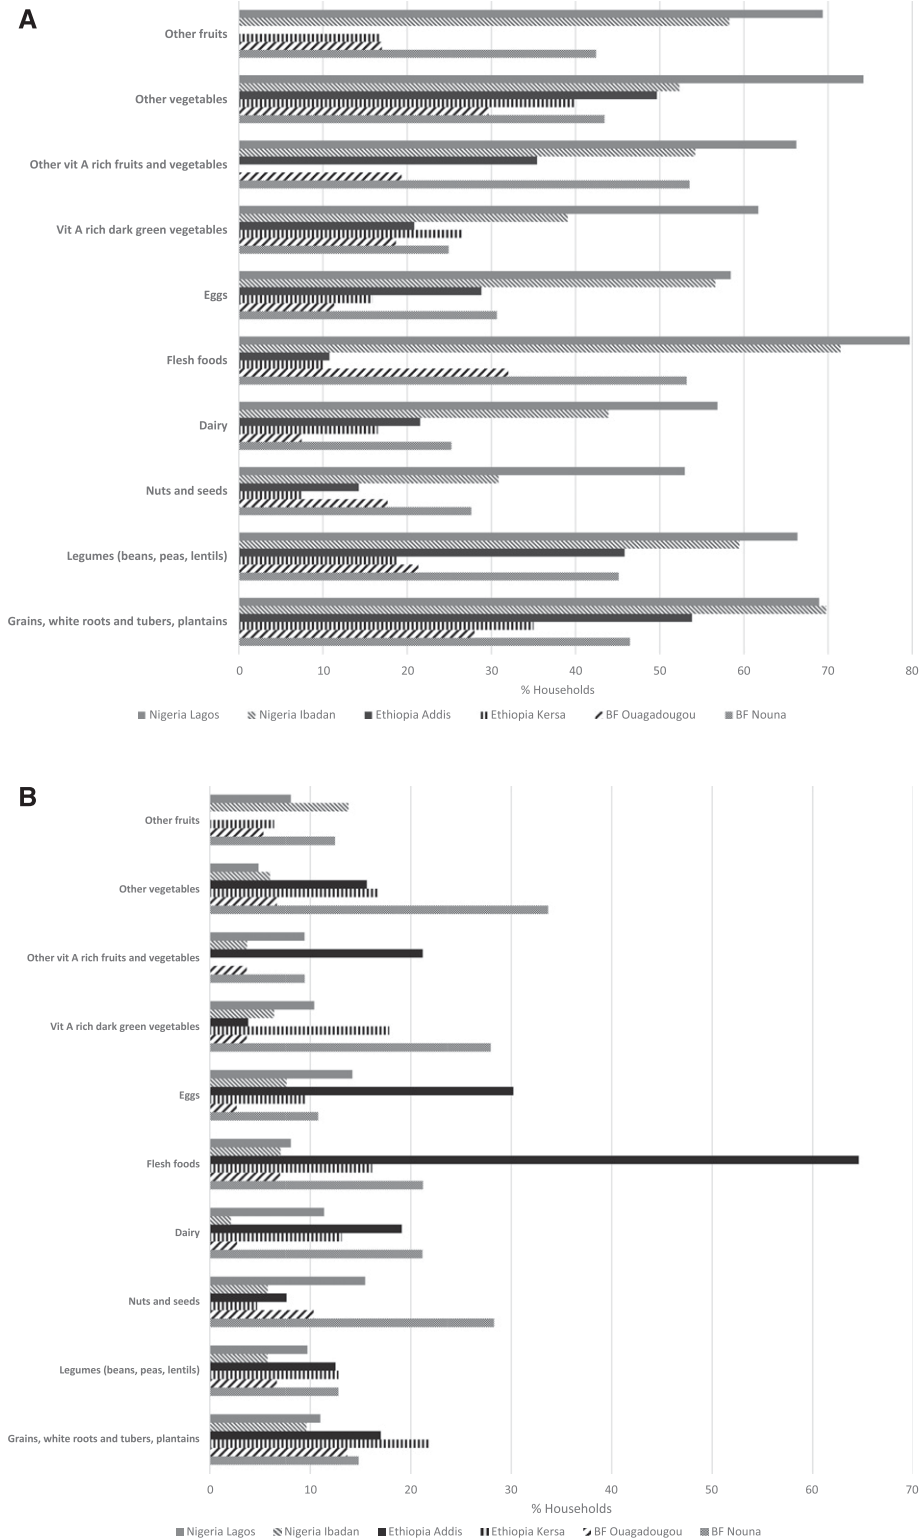 A
Other fruits
Other vegetables
Other vit A rich fruits and vegetables
Vit A rich dark green vegetables
Eggs
Flesh foods
Dairy
Nuts and seeds
Legumes (beans, peas, lentils)
Grains, white roots and tubers, plantains
0 10 20 30 40 50 60 70 80
% Households
Nigeria Lagos Nigeria Ibadan Ethiopia Addis Ethiopia Kersa BF Ouagadougou BF Nouna
B
Other fruits
Other vegetables
Other vit A rich fruits and vegetables
Vit A rich dark green vegetables
Eggs
Flesh foods
Dairy
Nuts and seeds
Legumes (beans, peas, lentils)
Grains, white roots and tubers, plantains
0 10 20 30 40 50 60 70
% Households
Nigeria Lagos Nigeria Ibadan Ethiopia Addis Ethiopia Kersa BF Ouagadougou BF Nouna